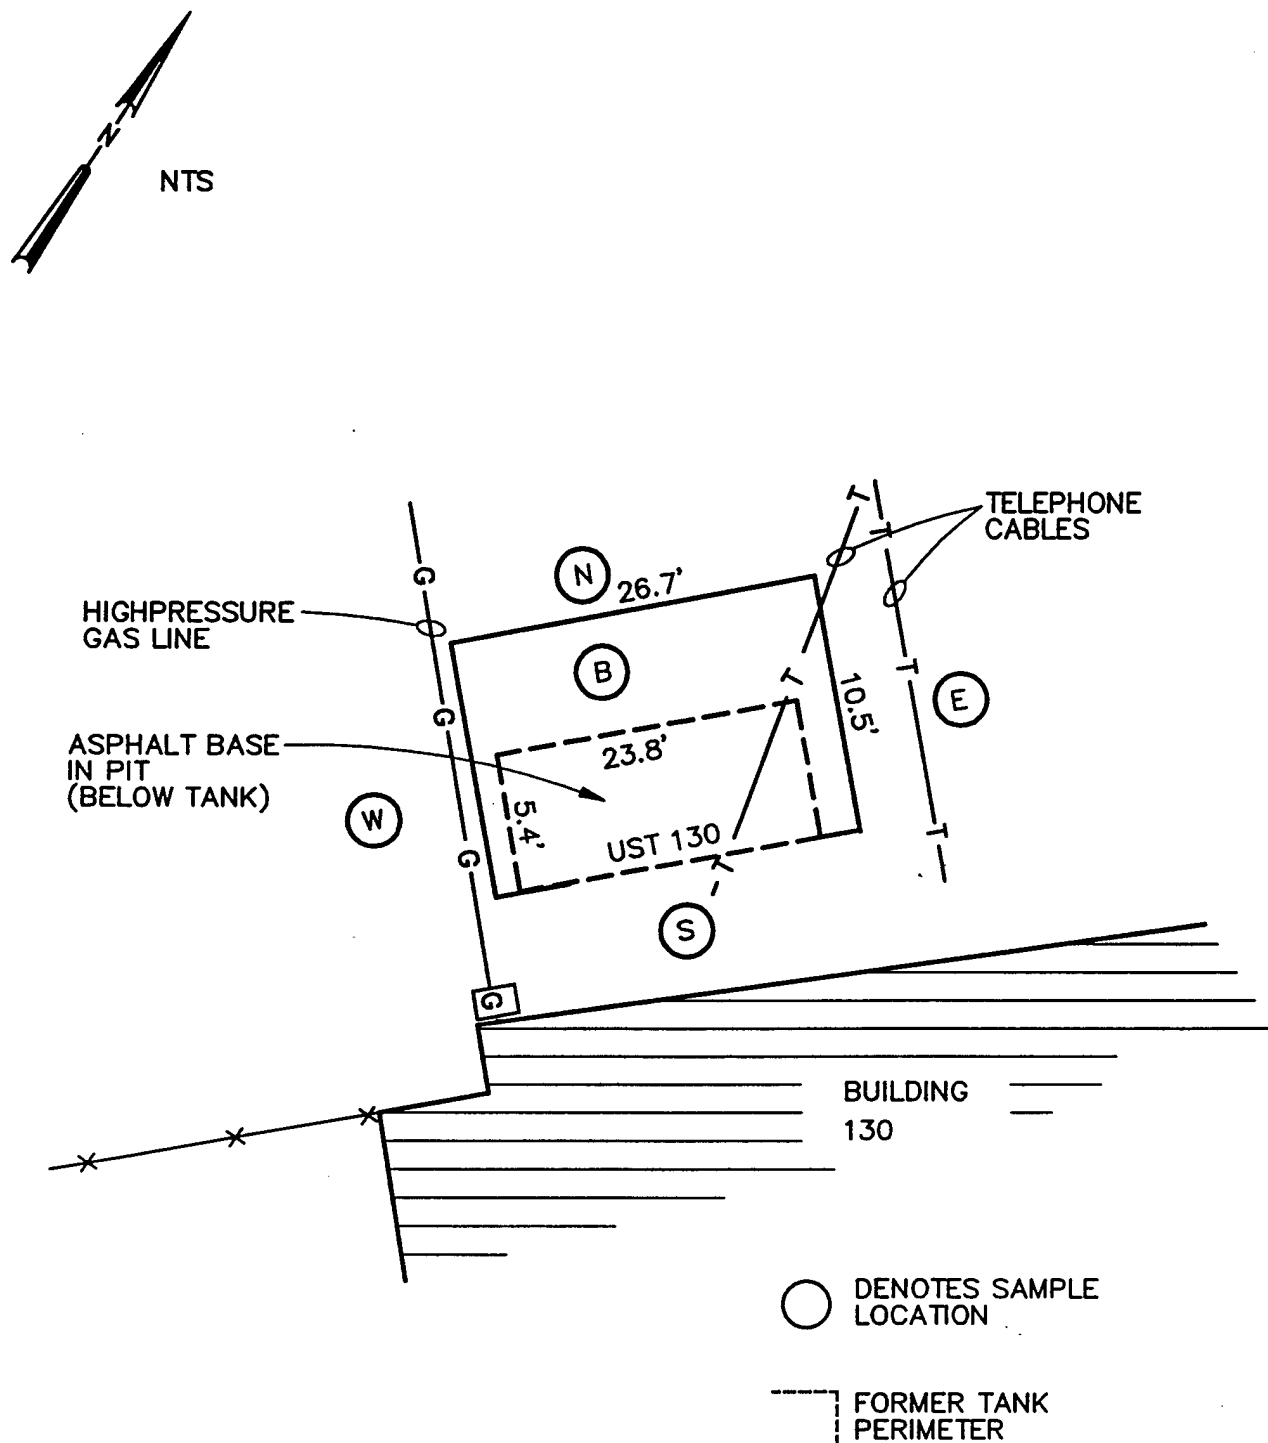 N
NTS
TELEPHONE
CABLES
G
N
26.7'
HIGHPRESSURE
GAS LINE
T
T
B
T
T
E
10.5'
G
ASPHALT BASE
IN PIT
(BELOW TANK)
23.8'
W
5.4'
UST 130
T
G
T
S
G
BUILDING
130
DENOTES SAMPLE
LOCATION
FORMER TANK
PERIMETER